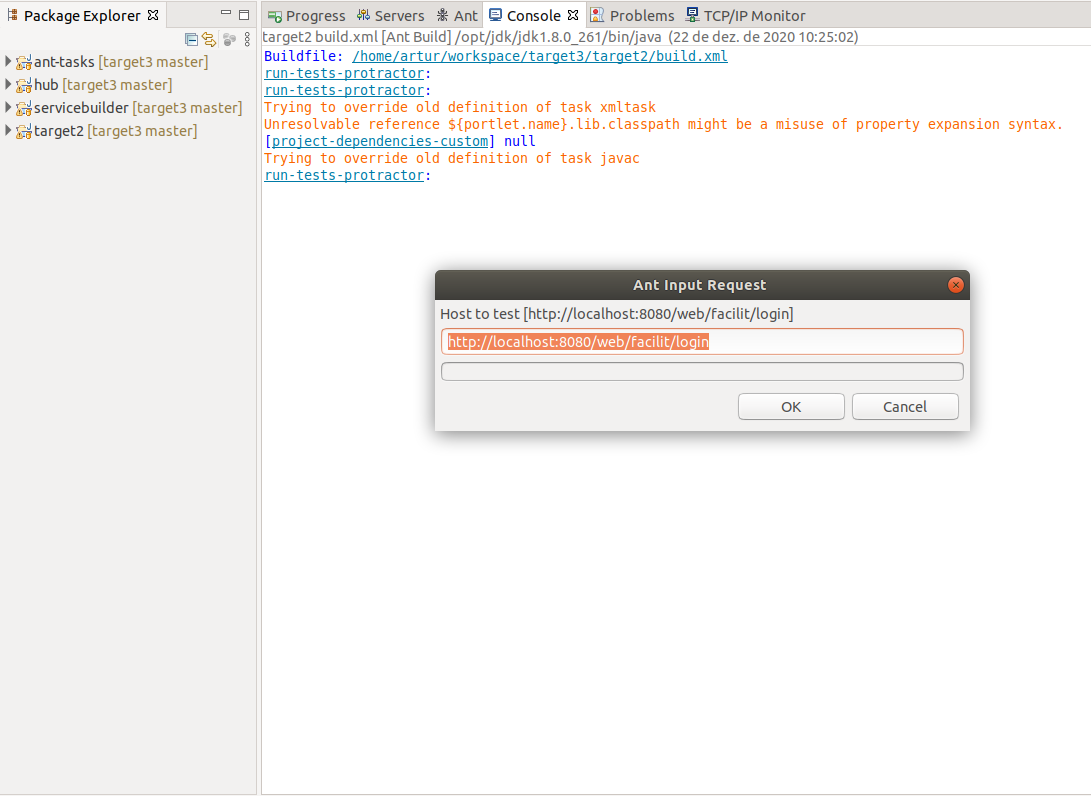 Package Explorer
Progress Servers Ant Console Problems TCP/IP Monitor
target2 build.xml [Ant Build] /opt/jdk/jdk1.8.0_261/bin/java (22 de dez. de 2020 10:25:02)
ant-tasks [target3 master]
hub [target3 master]
servicebuilder [target3 master]
target2 [target3 master]
Buildfile: /home/artur/workspace/target3/target2/build.xml
run-tests-protractor:
run-tests-protractor:
Trying to override old definition of task xmltask
Unresolvable reference ${portlet.name}.lib.classpath might be a misuse of property expansion syntax.
[project-dependencies-custom] null
Trying to override old definition of task javac
run-tests-protractor:
Ant Input Request
Host to test [http://localhost:8080/web/facilit/login]
http://localhost:8080/web/facilit/login
OK Cancel